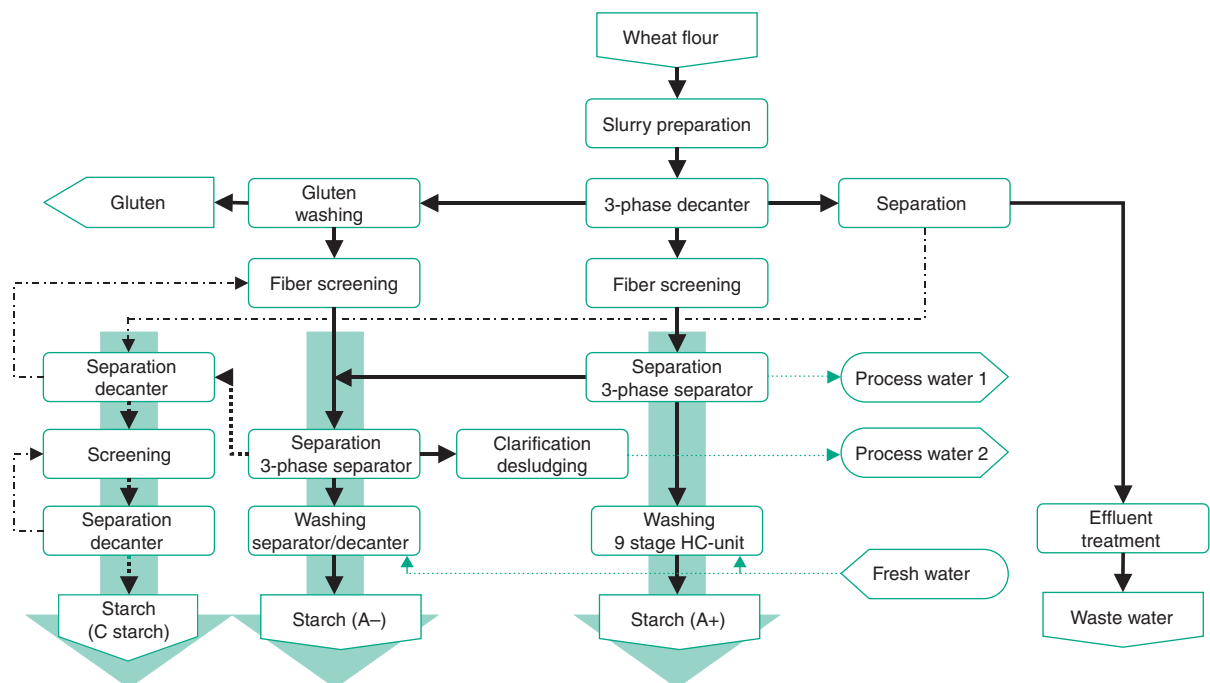 Wheat flour
Slurry preparation
Gluten
Gluten
washing
3-phase decanter
Separation
Fiber screening
Fiber screening
Separation
decanter
Separation
3-phase separator
Process water 1
Screening
Separation
3-phase separator
Clarification
desludging
Process water 2
Separation
decanter
Washing
separator/decanter
Washing
9 stage HC-unit
Effluent
treatment
Fresh water
Starch
(C starch)
Starch (A–)
Starch (A+)
Waste water